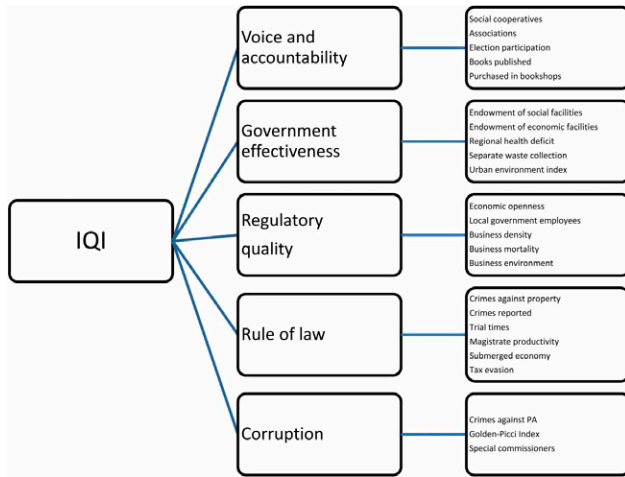 IQI
Voice and
accountability
Social cooperatives
Associations
Election participation
Books published
Purchased in bookshops
Government
effectiveness
Endowment of social facilities
Endowment of economic facilities
Regional health deficit
Separate waste collection
Urban environment index
Regulatory
quality
Economic openness
Local government employees
Business density
Business mortality
Business environment
Rule of law
Crimes against property
Crimes reported
Trial times
Magistrate productivity
Submerged economy
Tax evasion
Corruption
Crimes against PA
Golden-Picci Index
Special commissioners